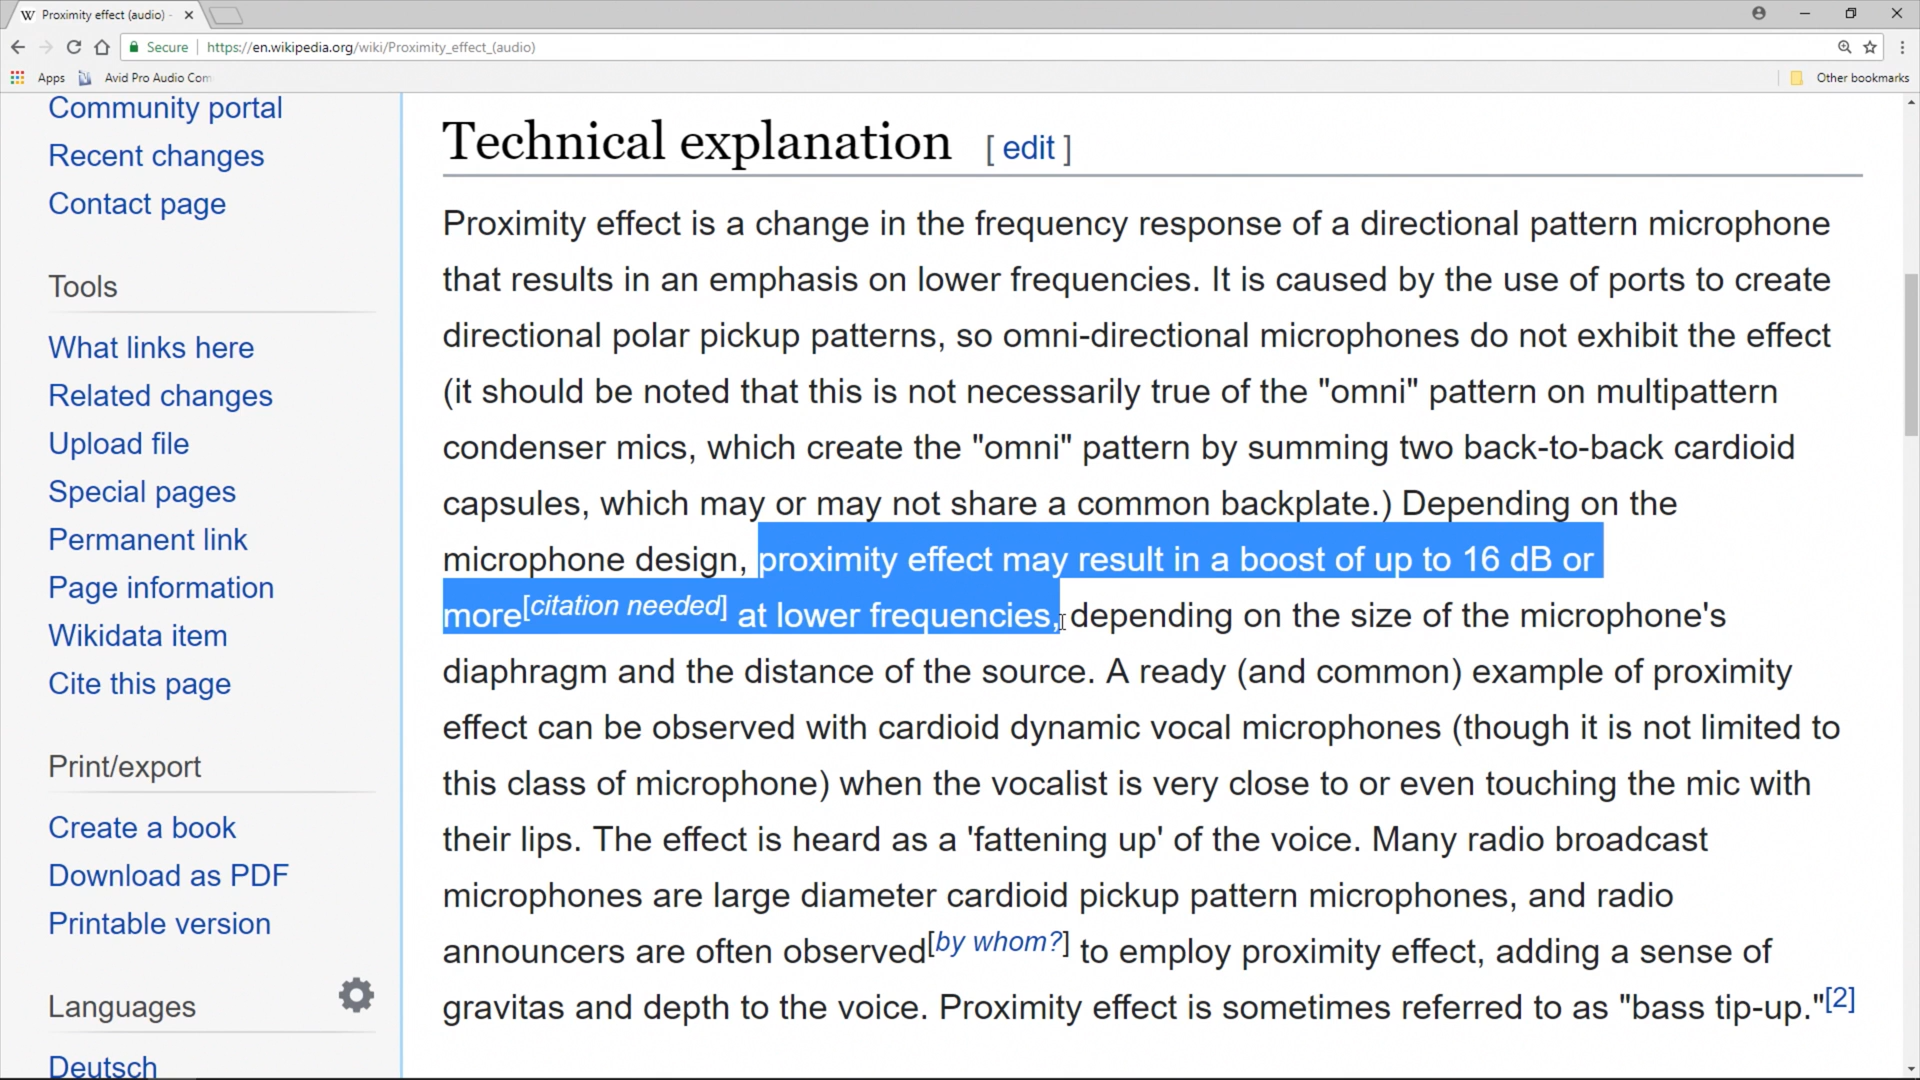 Proximity effect (audio) -
Secure
https://en.wikipedia.org/wiki/Proximity_effect_(audio)
Apps
Avid Pro Audio Com
Other bookmarks
Community portal
Recent changes
Contact page
Tools
What links here
Related changes
Upload file
Special pages
Permanent link
Page information
Wikidata item
Cite this page
Print/export
Create a book
Download as PDF
Printable version
Languages
Deutsch
Technical explanation [ edit ]
Proximity effect is a change in the frequency response of a directional pattern microphone
that results in an emphasis on lower frequencies. It is caused by the use of ports to create
directional polar pickup patterns, so omni-directional microphones do not exhibit the effect
(it should be noted that this is not necessarily true of the "omni" pattern on multipattern
condenser mics, which create the "omni" pattern by summing two back-to-back cardioid
capsules, which may or may not share a common backplate.) Depending on the
microphone design, proximity effect may result in a boost of up to 16 dB or
more[citation needed] at lower frequencies, depending on the size of the microphone's
diaphragm and the distance of the source. A ready (and common) example of proximity
effect can be observed with cardioid dynamic vocal microphones (though it is not limited to
this class of microphone) when the vocalist is very close to or even touching the mic with
their lips. The effect is heard as a 'fattening up' of the voice. Many radio broadcast
microphones are large diameter cardioid pickup pattern microphones, and radio
announcers are often observed[by whom?] to employ proximity effect, adding a sense of
gravitas and depth to the voice. Proximity effect is sometimes referred to as "bass tip-up."[2]